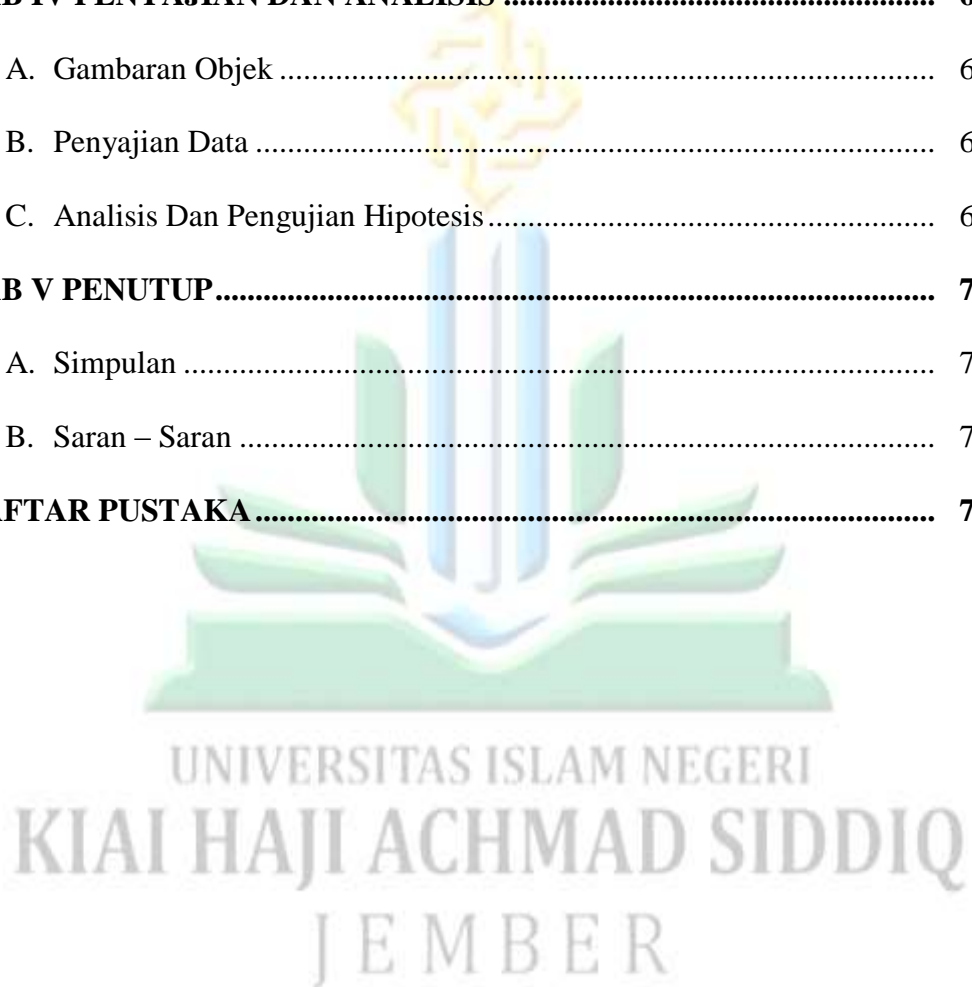 B IV PENYAJIAN DAN ANALISIS ........................................................ 6
A. Gambaran Objek .................................................................................... 6
B. Penyajian Data ....................................................................................... 6
C. Analisis Dan Pengujian Hipotesis ......................................................... 6
B V PENUTUP ........................................................................................... 7
A. Simpulan ................................................................................................ 7
B. Saran – Saran ......................................................................................... 7
FTAR PUSTAKA ...................................................................................... 7
UNIVERSITAS ISLAM NEGERI
KIAI HAJI ACHMAD SIDDIQ
JEMBER